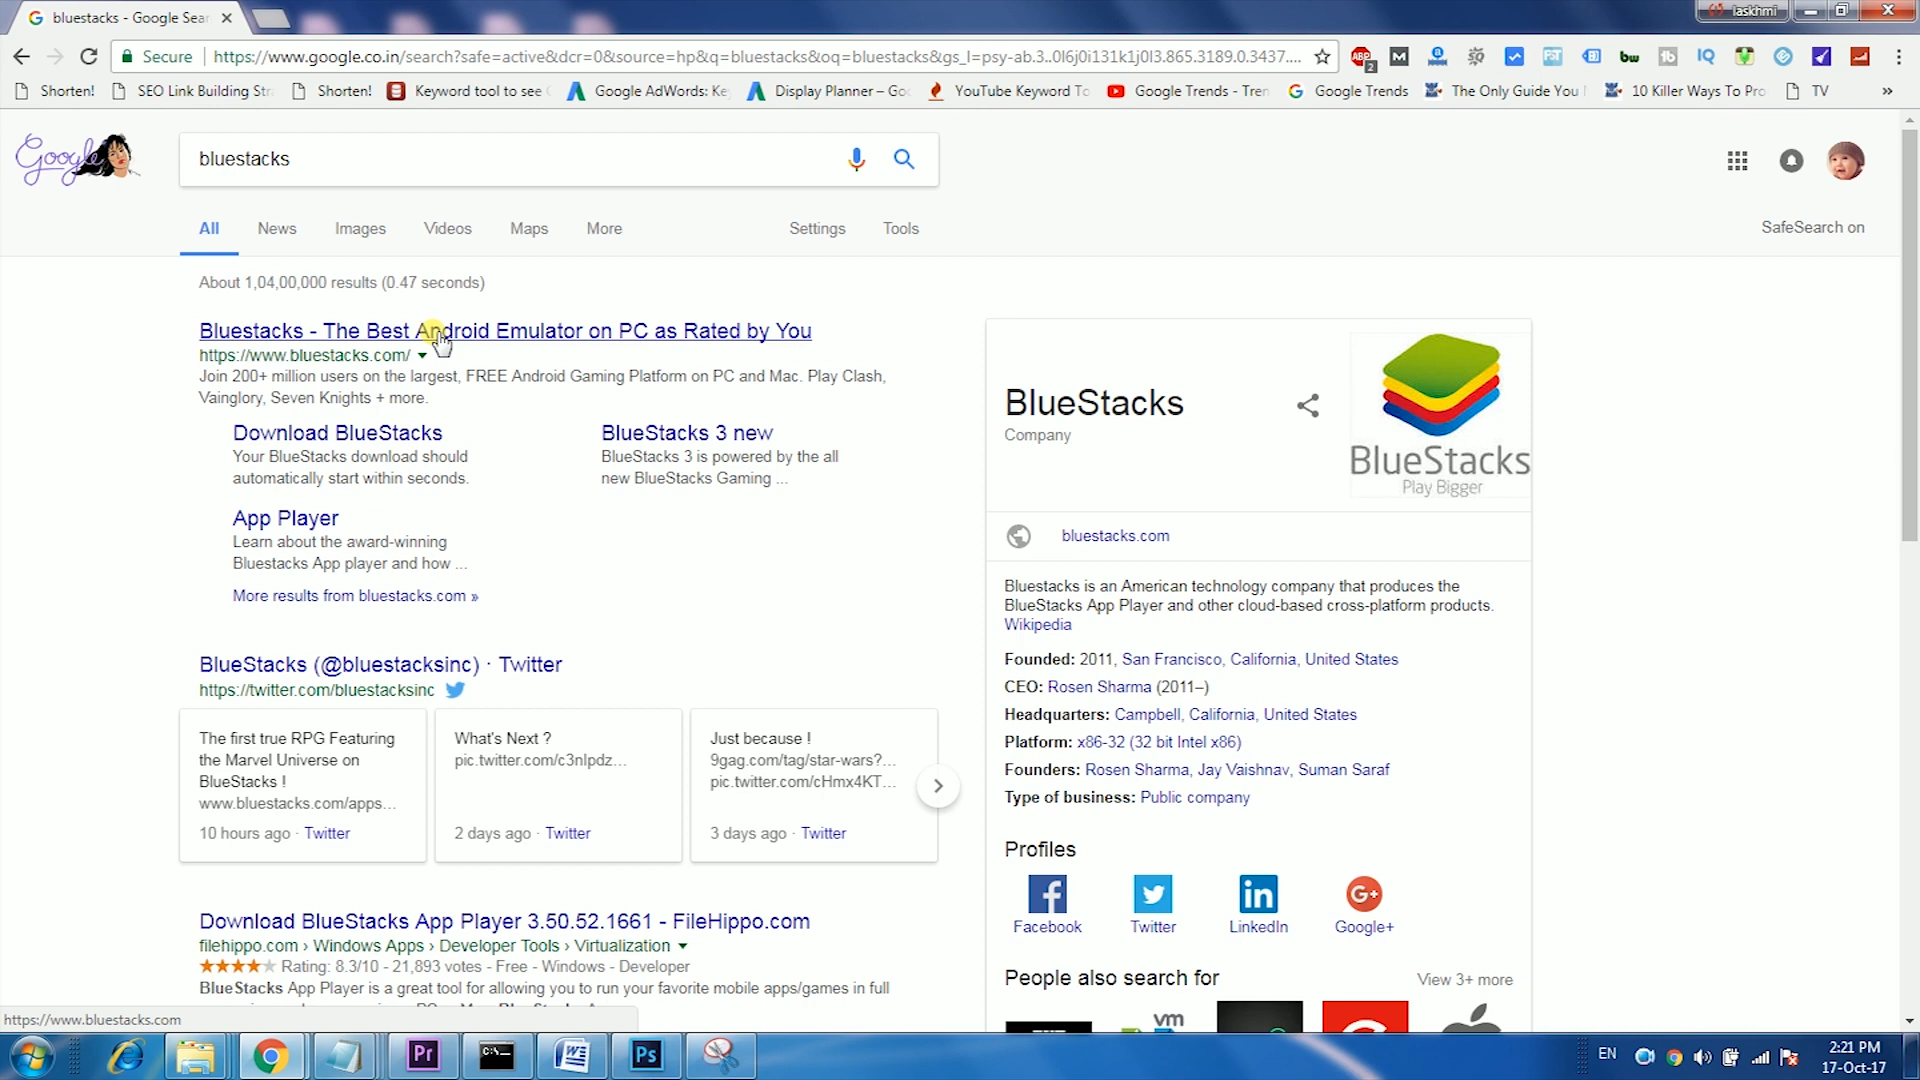 bluestacks - Google Sear
laskhmi
Secure
https://www.google.co.in/search?safe=active&dcr=0&source=hp&q=bluestacks&oq=bluestacks&gs_l=psy-ab.3..0l6j0i131k1j0l3.865.3189.0.3437....
Shorten!
SEO Link Building Str
Shorten!
Keyword tool to see
Google AdWords: Ke
Display Planner – Go
YouTube Keyword To
Google Trends - Tren
Google Trends
The Only Guide You
10 Killer Ways To Pro
TV
Google
bluestacks
All News Images Videos Maps More Settings Tools
SafeSearch on
About 1,04,00,000 results (0.47 seconds)
Bluestacks - The Best Android Emulator on PC as Rated by You
https://www.bluestacks.com/
Join 200+ million users on the largest, FREE Android Gaming Platform on PC and Mac. Play Clash,
Vainglory, Seven Knights + more.
Download BlueStacks
Your BlueStacks download should
automatically start within seconds.
BlueStacks 3 new
BlueStacks 3 is powered by the all
new BlueStacks Gaming ...
App Player
Learn about the award-winning
Bluestacks App player and how ...
More results from bluestacks.com »
BlueStacks (@bluestacksinc) · Twitter
https://twitter.com/bluestacksinc
The first true RPG Featuring
the Marvel Universe on
BlueStacks !
www.bluestacks.com/apps...
10 hours ago · Twitter
What's Next ?
pic.twitter.com/c3nlpdz...
2 days ago · Twitter
Just because !
9gag.com/tag/star-wars?...
pic.twitter.com/cHmx4KT...
3 days ago · Twitter
Download BlueStacks App Player 3.50.52.1661 - FileHippo.com
filehippo.com › Windows Apps › Developer Tools › Virtualization
Rating: 8.3/10 - 21,893 votes - Free - Windows - Developer
BlueStacks App Player is a great tool for allowing you to run your favorite mobile apps/games in full
https://www.bluestacks.com
BlueStacks
Company
BlueStacks
Play Bigger
bluestacks.com
Bluestacks is an American technology company that produces the
BlueStacks App Player and other cloud-based cross-platform products.
Wikipedia
Founded: 2011, San Francisco, California, United States
CEO: Rosen Sharma (2011–)
Headquarters: Campbell, California, United States
Platform: x86-32 (32 bit Intel x86)
Founders: Rosen Sharma, Jay Vaishnav, Suman Saraf
Type of business: Public company
Profiles
Facebook Twitter LinkedIn Google+
People also search for
View 3+ more
vm
Pr
Ps
EN
2:21 PM
17-Oct-17